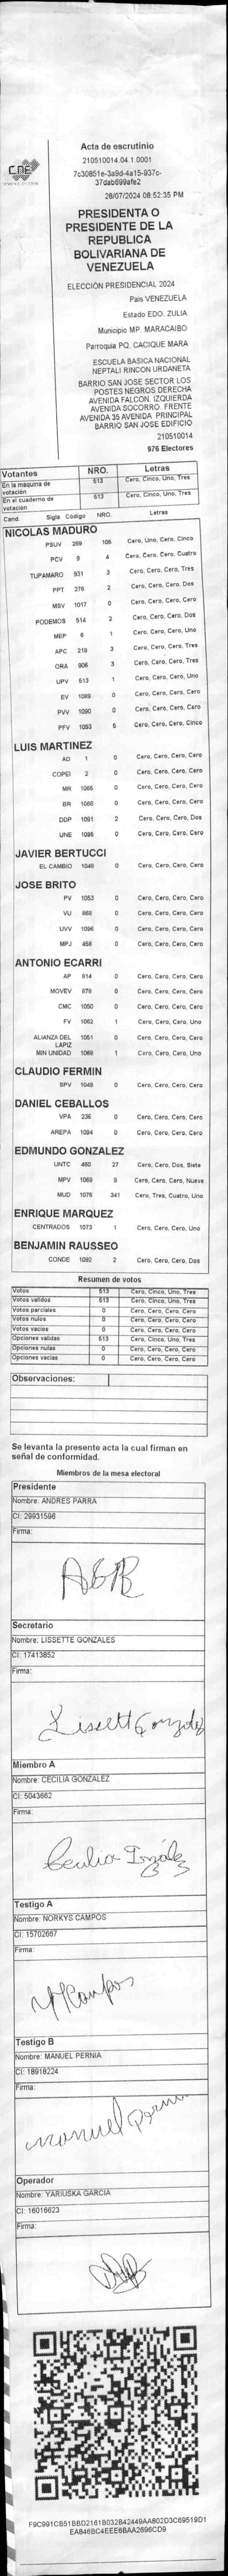 CNE
Acta de escrutinio
210510014.04.1.0001
7c30851e-3a9d-4a15-937c-
37dab699afe2
28/07/2024 08:52:35 PM
PRESIDENTA O
PRESIDENTE DE LA
REPUBLICA
BOLIVARIANA DE
VENEZUELA
ELECCIÓN PRESIDENCIAL 2024
Pais VENEZUELA
Estado EDO. ZULIA
Municipio MP. MARACAIBO
Parroquia PQ. CACIQUE MARA
ESCUELA BASICA NACIONAL
NEPTALI RINCON URDANETA
BARRIO SAN JOSE SECTOR LOS
POSTES NEGROS DERECHA
AVENIDA FALCON. IZQUIERDA
AVENIDA SOCORRO. FRENTE
AVENIDA 35 AVENIDA PRINCIPAL
BARRIO SAN JOSE EDIFICIO
210510014
976 Electores
Votantes NRO. Letras
En la maquina de votación 513 Cero, Cinco, Uno, Tres
En el cuaderno de votación 513 Cero, Cinco, Uno, Tres
Cand. Sigla Código NRO. Letras
NICOLAS MADURO
PSUV 269 105 Cero, Uno, Cero, Cinco
PCV 9 4 Cero, Cero, Cero, Cuatro
TUPAMARO 931 3 Cero, Cero, Cero, Tres
PPT 275 2 Cero, Cero, Cero, Dos
MSV 1017 0 Cero, Cero, Cero, Cero
PODEMOS 514 2 Cero, Cero, Cero, Dos
MEP 6 1 Cero, Cero, Cero, Uno
APC 219 3 Cero, Cero, Cero, Tres
ORA 906 3 Cero, Cero, Cero, Tres
UPV 613 1 Cero, Cero, Cero, Uno
EV 1089 0 Cero, Cero, Cero, Cero
PVV 1090 0 Cero, Cero, Cero, Cero
PFV 1093 5 Cero, Cero, Cero, Cinco
LUIS MARTINEZ
AD 1 0 Cero, Cero, Cero, Cero
COPEI 2 0 Cero, Cero, Cero, Cero
MR 1065 0 Cero, Cero, Cero, Cero
BR 1066 0 Cero, Cero, Cero, Cero
DDP 1091 2 Cero, Cero, Cero, Dos
UNE 1096 0 Cero, Cero, Cero, Cero
JAVIER BERTUCCI
EL CAMBIO 1048 0 Cero, Cero, Cero, Cero
JOSE BRITO
PV 1053 0 Cero, Cero, Cero, Cero
VU 868 0 Cero, Cero, Cero, Cero
UVV 1096 0 Cero, Cero, Cero, Cero
MPJ 458 0 Cero, Cero, Cero, Cero
ANTONIO ECARRI
AP 814 0 Cero, Cero, Cero, Cero
MOVEV 878 0 Cero, Cero, Cero, Cero
CMC 1050 0 Cero, Cero, Cero, Cero
FV 1062 1 Cero, Cero, Cero, Uno
ALIANZA DEL LAPIZ 1051 0 Cero, Cero, Cero, Cero
MIN UNIDAD 1068 1 Cero, Cero, Cero, Uno
CLAUDIO FERMIN
SPV 1049 0 Cero, Cero, Cero, Cero
DANIEL CEBALLOS
VPA 236 0 Cero, Cero, Cero, Cero
AREPA 1094 0 Cero, Cero, Cero, Cero
EDMUNDO GONZALEZ
UNTC 460 27 Cero, Cero, Dos, Siete
MPV 1069 9 Cero, Cero, Cero, Nueve
MUD 1076 341 Cero, Tres, Cuatro, Uno
ENRIQUE MARQUEZ
CENTRADOS 1073 1 Cero, Cero, Cero, Uno
BENJAMIN RAUSSEO
CONDE 1092 2 Cero, Cero, Cero, Dos
Resumen de votos
Votos 513 Cero, Cinco, Uno, Tres
Votos validos 513 Cero, Cinco, Uno, Tres
Votos parciales 0 Cero, Cero, Cero, Cero
Votos nulos 0 Cero, Cero, Cero, Cero
Votos vacios 0 Cero, Cero, Cero, Cero
Opciones validas 513 Cero, Cinco, Uno, Tres
Opciones nulas 0 Cero, Cero, Cero, Cero
Opciones vacias 0 Cero, Cero, Cero, Cero
Observaciones:
Se levanta la presente acta la cual firman en
señal de conformidad.
Miembros de la mesa electoral
Presidente
Nombre: ANDRES PARRA
CI: 29931596
Firma:
Secretario
Nombre: LISSETTE GONZALES
CI: 17413852
Firma:
Lissett Gonzalez
Miembro A
Nombre: CECILIA GONZALEZ
CI: 5043662
Firma:
Cecilia
Testigo A
Nombre: NORKYS CAMPOS
CI: 15702667
Firma:
NCampos
Testigo B
Nombre: MANUEL PERNIA
CI: 18918224
Firma:
manuel Pernia
Operador
Nombre: YARIUSKA GARCIA
CI: 16016623
Firma:
F9C991CB51BBD2161B032B42449AA802D3C69519D1
EA846BC4EEE6BAA2696CD9